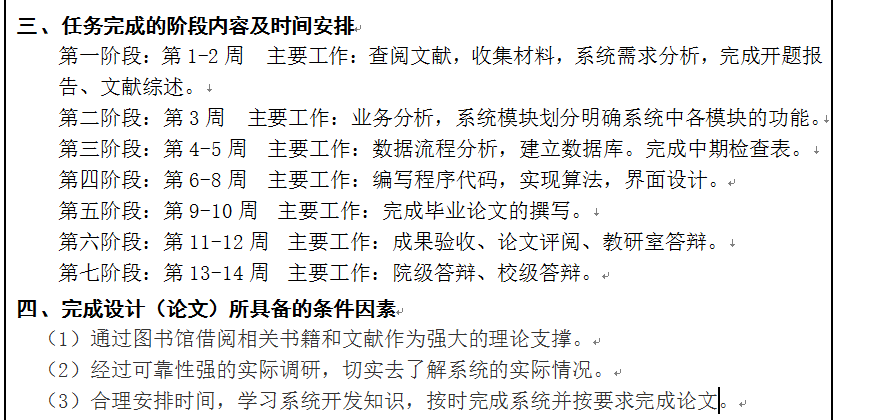 三、任务完成的阶段内容及时间安排
第一阶段：第 1-2 周　主要工作：查阅文献，收集材料，系统需求分析，完成开题报
告、文献综述。
第二阶段：第 3 周　主要工作：业务分析，系统模块划分明确系统中各模块的功能。
第三阶段：第 4-5 周　主要工作：数据流程分析，建立数据库。完成中期检查表。
第四阶段：第 6-8 周　主要工作：编写程序代码，实现算法，界面设计。
第五阶段：第 9-10 周　主要工作：完成毕业论文的撰写。
第六阶段：第 11-12 周　主要工作：成果验收、论文评阅、教研室答辩。
第七阶段：第 13-14 周　主要工作：院级答辩、校级答辩。
四、完成设计（论文）所具备的条件因素
（1）通过图书馆借阅相关书籍和文献作为强大的理论支撑。
（2）经过可靠性强的实际调研，切实去了解系统的实际情况。
（3）合理安排时间，学习系统开发知识，按时完成系统并按要求完成论文。